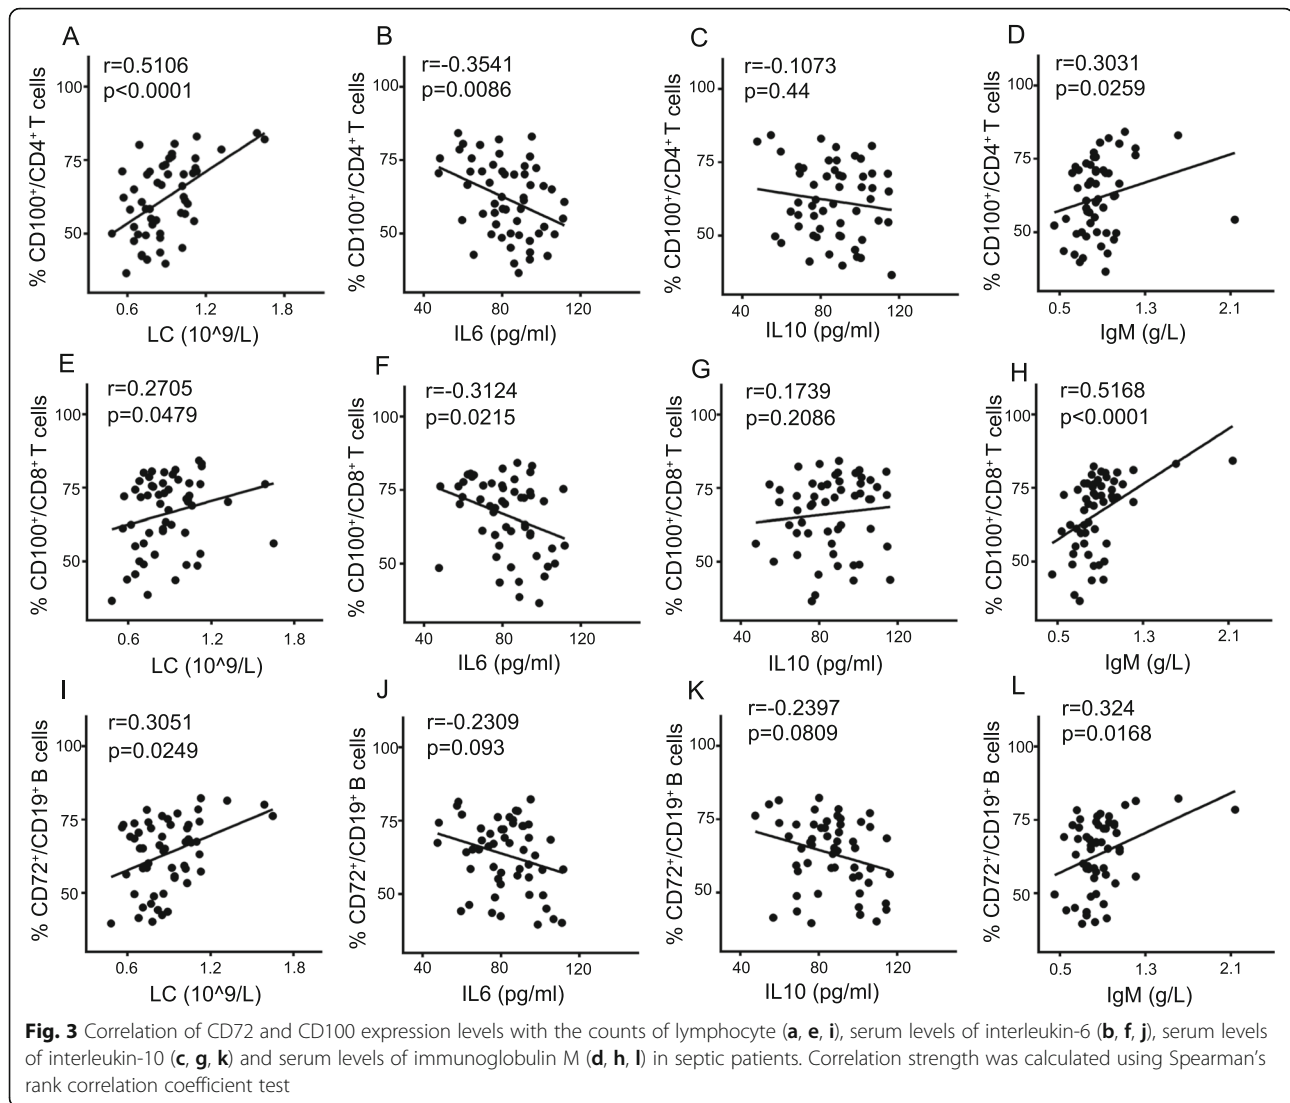 A
r=0.5106
p<0.0001
% CD100⁺/CD4⁺ T cells
100
75
50
0.6 1.2 1.8
LC (10^9/L)
B
r=-0.3541
p=0.0086
% CD100⁺/CD4⁺ T cells
100
75
50
40 80 120
IL6 (pg/ml)
C
r=-0.1073
p=0.44
% CD100⁺/CD4⁺ T cells
100
75
50
40 80 120
IL10 (pg/ml)
D
r=0.3031
p=0.0259
% CD100⁺/CD4⁺ T cells
100
75
50
0.5 1.3 2.1
IgM (g/L)
E
r=0.2705
p=0.0479
% CD100⁺/CD8⁺ T cells
100
75
50
0.6 1.2 1.8
LC (10^9/L)
F
r=-0.3124
p=0.0215
% CD100⁺/CD8⁺ T cells
100
75
50
40 80 120
IL6 (pg/ml)
G
r=0.1739
p=0.2086
% CD100⁺/CD8⁺ T cells
100
75
50
40 80 120
IL10 (pg/ml)
H
r=0.5168
p<0.0001
% CD100⁺/CD8⁺ T cells
100
75
50
0.5 1.3 2.1
IgM (g/L)
I
r=0.3051
p=0.0249
% CD72⁺/CD19⁺ B cells
100
75
50
0.6 1.2 1.8
LC (10^9/L)
J
r=-0.2309
p=0.093
% CD72⁺/CD19⁺ B cells
100
75
50
40 80 120
IL6 (pg/ml)
K
r=-0.2397
p=0.0809
% CD72⁺/CD19⁺ B cells
100
75
50
40 80 120
IL10 (pg/ml)
L
r=0.324
p=0.0168
% CD72⁺/CD19⁺ B cells
100
75
50
0.5 1.3 2.1
IgM (g/L)
Fig. 3 Correlation of CD72 and CD100 expression levels with the counts of lymphocyte (a, e, i), serum levels of interleukin-6 (b, f, j), serum levels
of interleukin-10 (c, g, k) and serum levels of immunoglobulin M (d, h, l) in septic patients. Correlation strength was calculated using Spearman's
rank correlation coefficient test